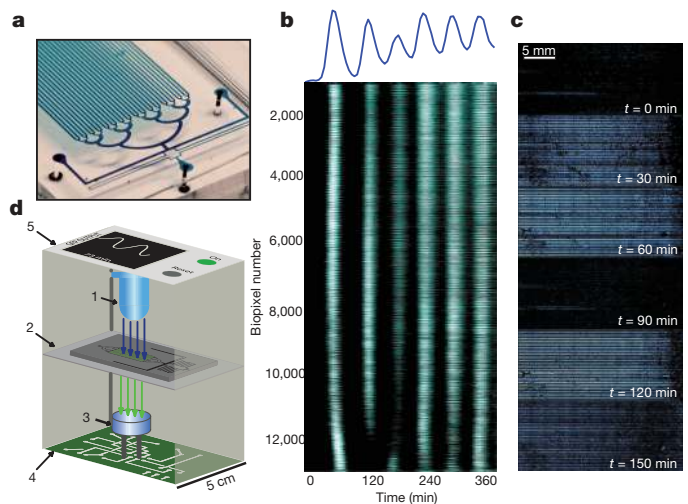 a
b
c
5 mm
2,000
4,000
6,000
8,000
10,000
12,000
Biopixel number
0
120
240
360
Time (min)
t = 0 min
t = 30 min
t = 60 min
t = 90 min
t = 120 min
t = 150 min
d
5
On
Reset
1
2
3
4
5 cm